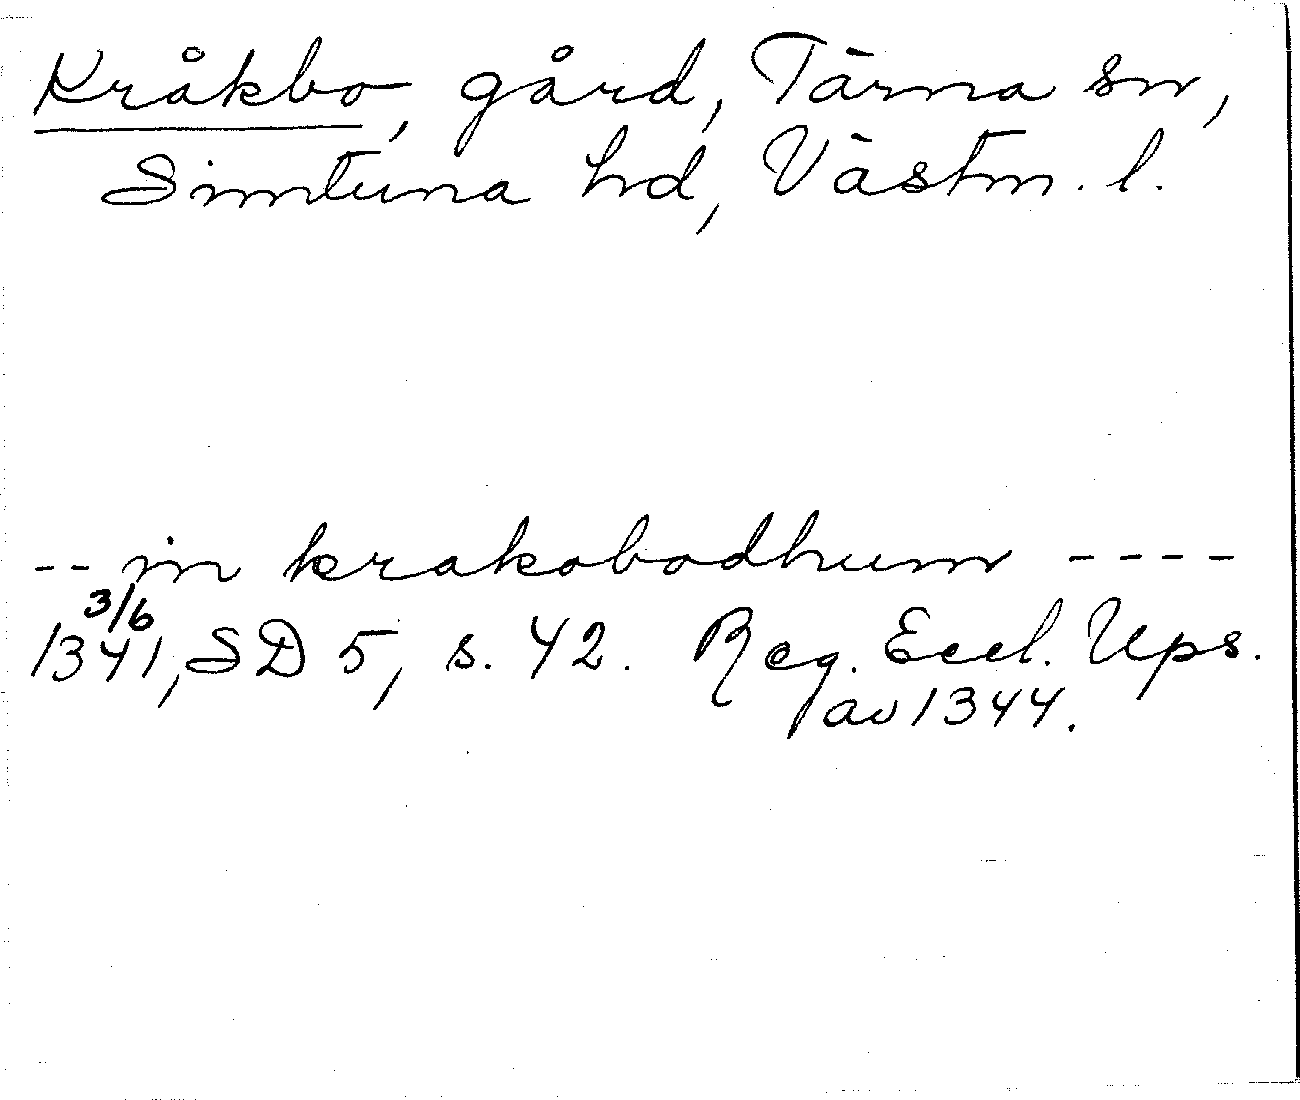 Kråkbo, gård, Tärna sn,
Simtuna hd, Västm. l.
-- in krakobodhum ----
3/6
1341, SD 5, s. 42. Reg. Eccl. Ups.
av 1344.